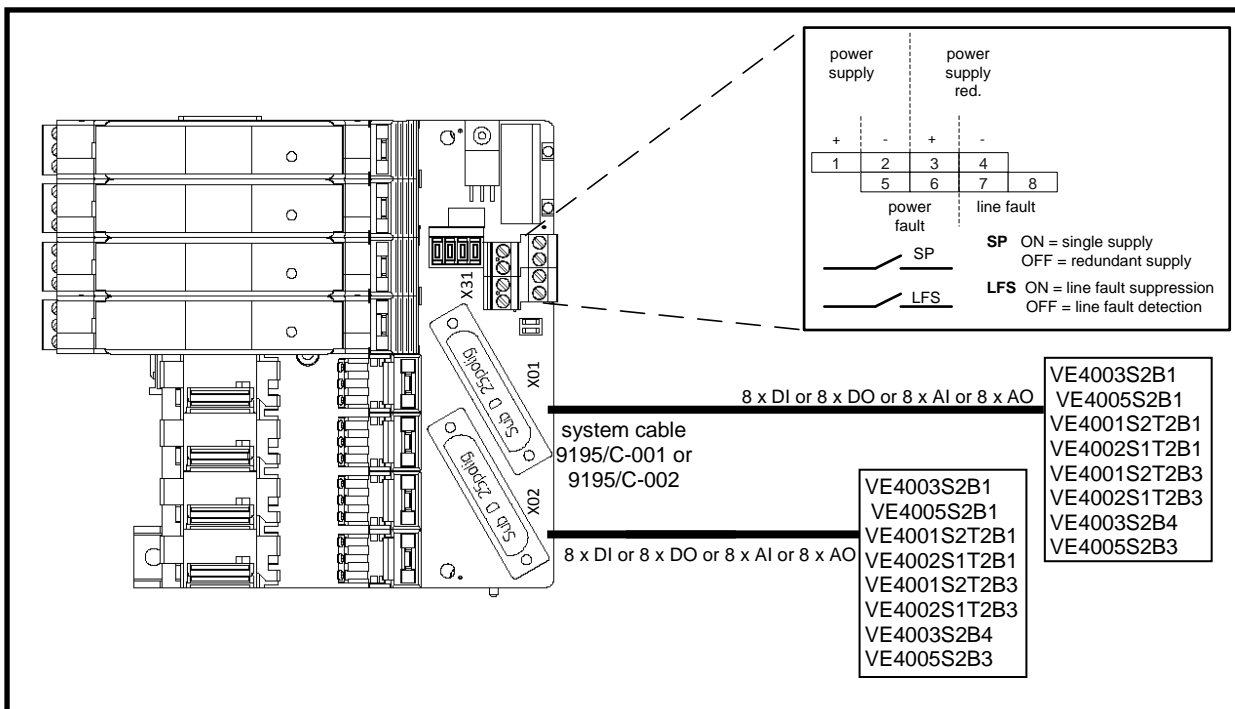 power supply
power supply red.
+ - + -
1 2 3 4
5 6 7 8
power fault
line fault
SP
SP ON = single supply
OFF = redundant supply
LFS
LFS ON = line fault suppression
OFF = line fault detection
X31
X01
Sub D 25polig
X02
Sub D 25polig
8 x DI or 8 x DO or 8 x AI or 8 x AO
system cable
9195/C-001 or
9195/C-002
8 x DI or 8 x DO or 8 x AI or 8 x AO
VE4003S2B1
VE4005S2B1
VE4001S2T2B1
VE4002S1T2B1
VE4001S2T2B3
VE4002S1T2B3
VE4003S2B4
VE4005S2B3
VE4003S2B1
VE4005S2B1
VE4001S2T2B1
VE4002S1T2B1
VE4001S2T2B3
VE4002S1T2B3
VE4003S2B4
VE4005S2B3